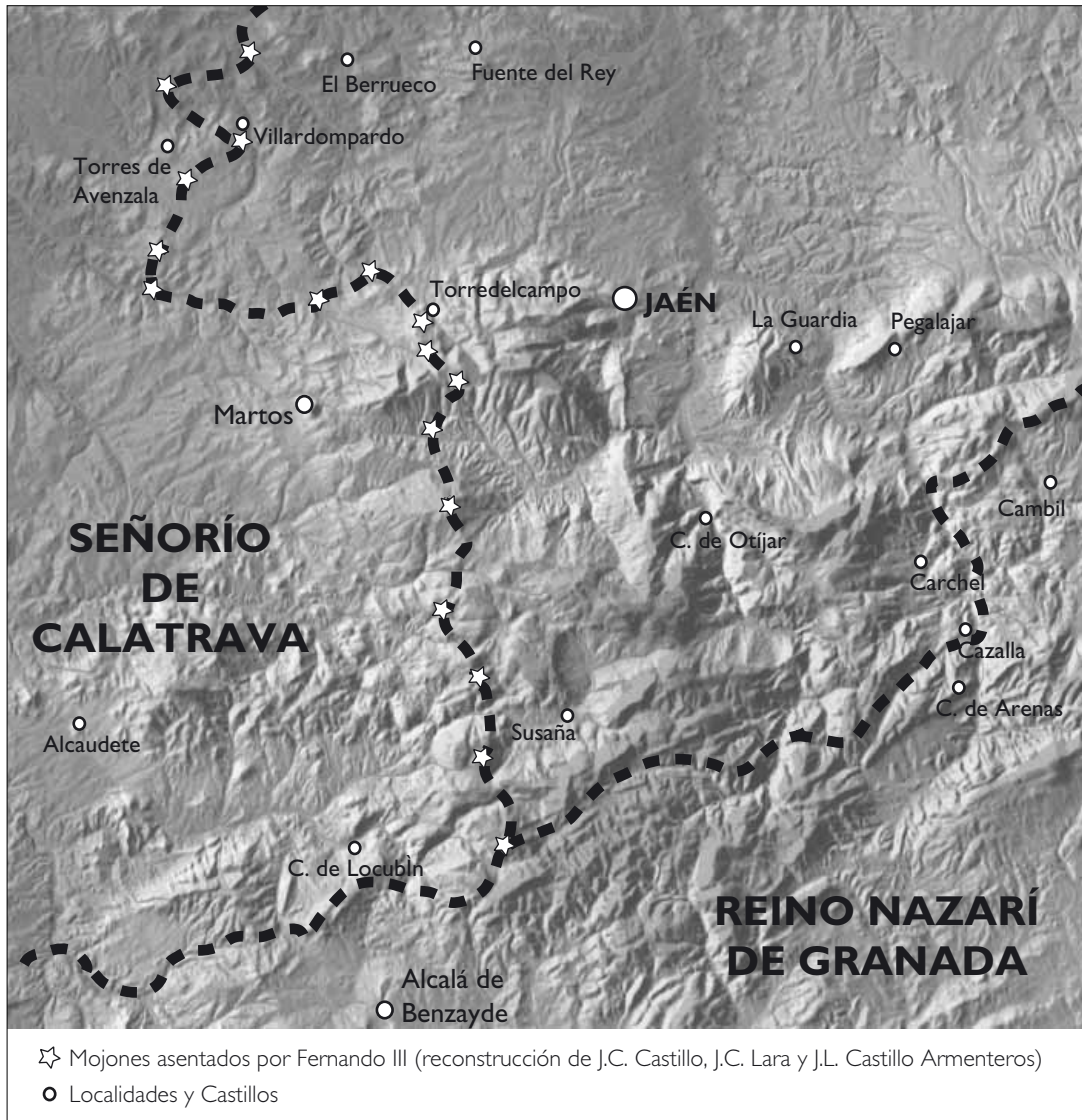 El Berrueco
Fuente del Rey
Villardompardo
Torres de
Avenzala
Torredelcampo
JAÉN
La Guardia
Pegalajar
Martos
Cambil
SEÑORÍO
DE
CALATRAVA
C. de Otíjar
Carchel
Cazalla
C. de Arenas
Alcaudete
Susaña
C. de Locubìn
REINO NAZARÍ
DE GRANADA
Alcalá de
Benzayde
Mojones asentados por Fernando III (reconstrucción de J.C. Castillo, J.C. Lara y J.L. Castillo Armenteros)
Localidades y Castillos